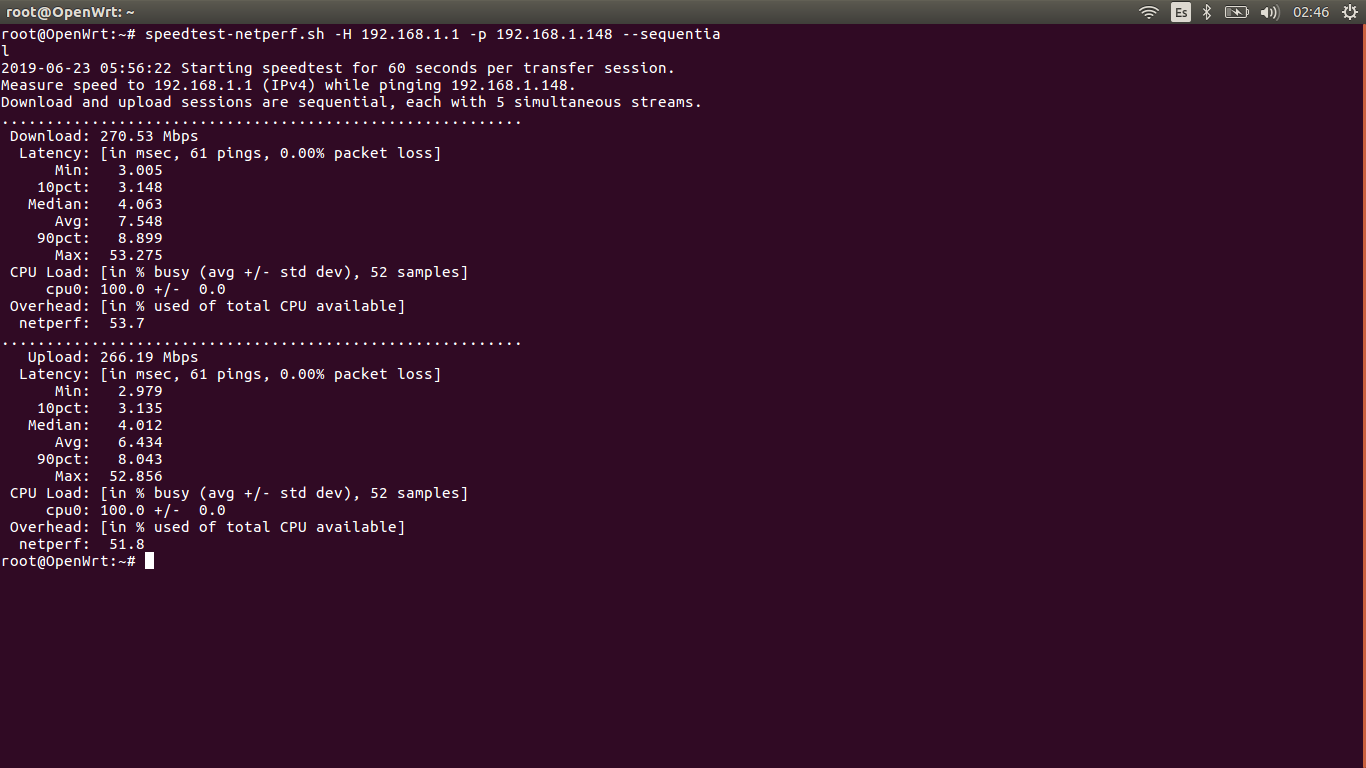 root@OpenWrt: ~
Es
02:46
root@OpenWrt:~# speedtest-netperf.sh -H 192.168.1.1 -p 192.168.1.148 --sequentia
l
2019-06-23 05:56:22 Starting speedtest for 60 seconds per transfer session.
Measure speed to 192.168.1.1 (IPv4) while pinging 192.168.1.148.
Download and upload sessions are sequential, each with 5 simultaneous streams.
..........................................................
 Download: 270.53 Mbps
  Latency: [in msec, 61 pings, 0.00% packet loss]
      Min:   3.005
    10pct:   3.148
   Median:   4.063
      Avg:   7.548
    90pct:   8.899
      Max:  53.275
 CPU Load: [in % busy (avg +/- std dev), 52 samples]
     cpu0: 100.0 +/-  0.0
 Overhead: [in % used of total CPU available]
  netperf:  53.7
..........................................................
   Upload: 266.19 Mbps
  Latency: [in msec, 61 pings, 0.00% packet loss]
      Min:   2.979
    10pct:   3.135
   Median:   4.012
      Avg:   6.434
    90pct:   8.043
      Max:  52.856
 CPU Load: [in % busy (avg +/- std dev), 52 samples]
     cpu0: 100.0 +/-  0.0
 Overhead: [in % used of total CPU available]
  netperf:  51.8
root@OpenWrt:~#